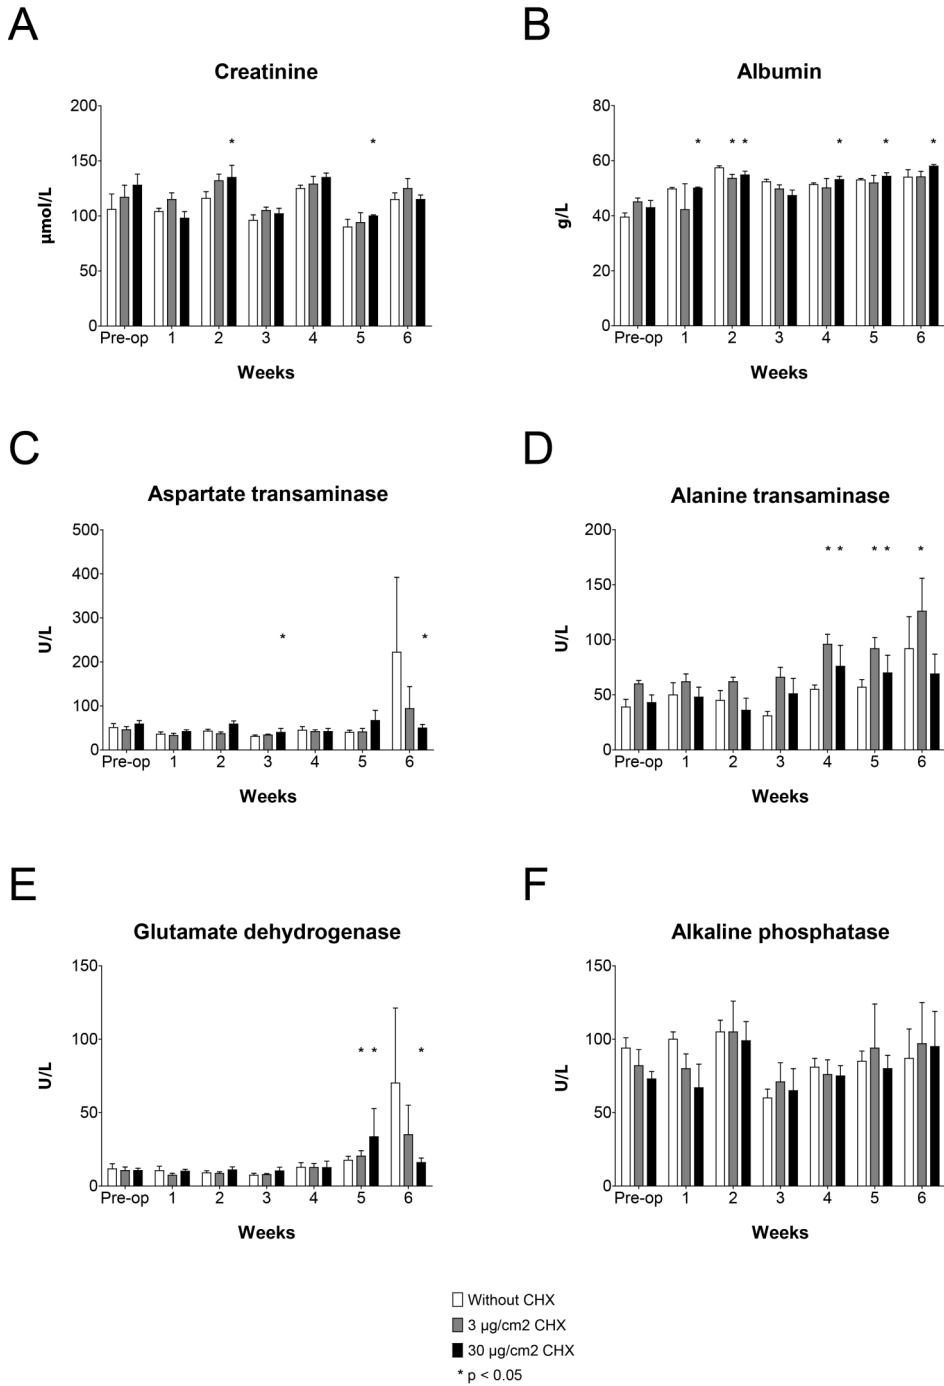 A
Creatinine
200
150
100
50
0
µmol/L
Pre-op 1 2 3 4 5 6
* *
Weeks
B
Albumin
80
60
40
20
0
g/L
* * * * * *
Pre-op 1 2 3 4 5 6
Weeks
C
Aspartate transaminase
500
400
300
200
100
0
U/L
* *
Pre-op 1 2 3 4 5 6
Weeks
D
Alanine transaminase
200
150
100
50
0
U/L
* * * * *
Pre-op 1 2 3 4 5 6
Weeks
E
Glutamate dehydrogenase
150
100
50
0
U/L
* * *
Pre-op 1 2 3 4 5 6
Weeks
F
Alkaline phosphatase
150
100
50
0
U/L
Pre-op 1 2 3 4 5 6
Weeks
Without CHX
3 µg/cm2 CHX
30 µg/cm2 CHX
* p < 0.05